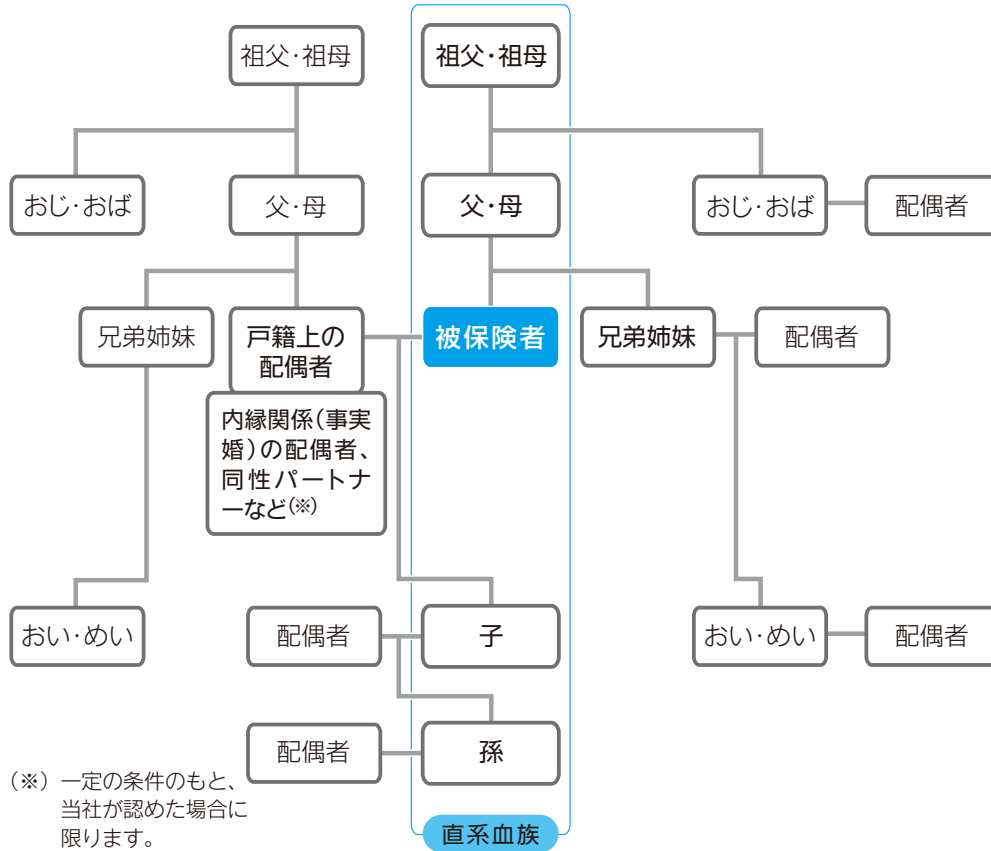 祖父・祖母
祖父・祖母
おじ・おば
父・母
父・母
おじ・おば
配偶者
兄弟姉妹
戸籍上の
配偶者
被保険者
兄弟姉妹
配偶者
内縁関係(事実
婚)の配偶者、
同性パートナ
ーなど(※)
おい・めい
配偶者
子
おい・めい
配偶者
配偶者
孫
(※) 一定の条件のもと、
当社が認めた場合に
限ります。
直系血族